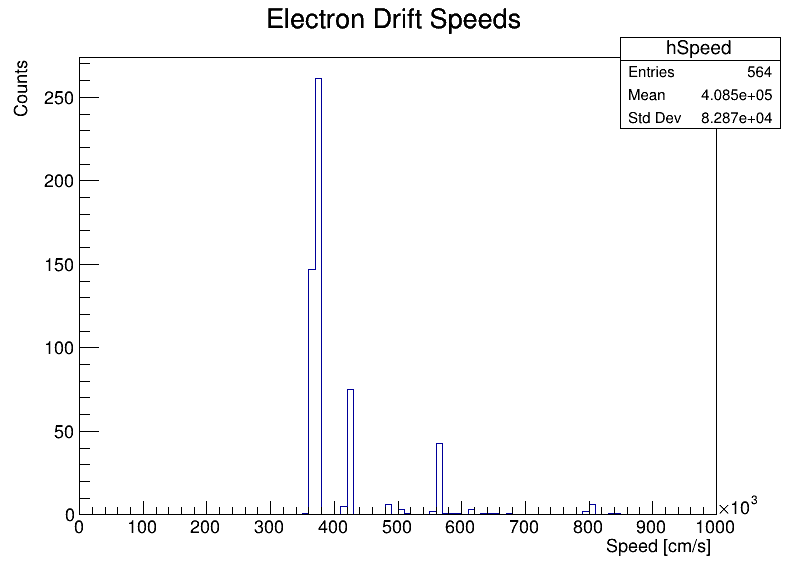 Electron Drift Speeds
hSpeed
Entries 564
Mean 4.085e+05
Std Dev 8.287e+04
Counts
250
200
150
100
50
0
0 100 200 300 400 500 600 700 800 900 1000
×10³
Speed [cm/s]